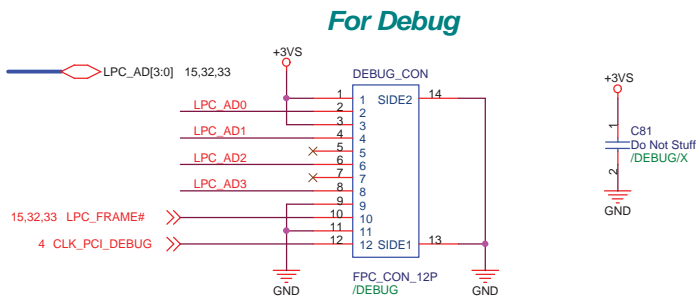 For Debug
+3VS
LPC_AD[3:0] 15,32,33
DEBUG_CON
1 1 SIDE2 14
LPC_AD0 2 2
3 3
LPC_AD1 4 4
5 5
LPC_AD2 6 6
7 7
LPC_AD3 8 8
9 9
15,32,33 LPC_FRAME# 10 10
11 11
4 CLK_PCI_DEBUG 12 12 SIDE1 13
GND
FPC_CON_12P
/DEBUG
GND
+3VS
1
C81
Do Not Stuff
/DEBUG/X
2
GND